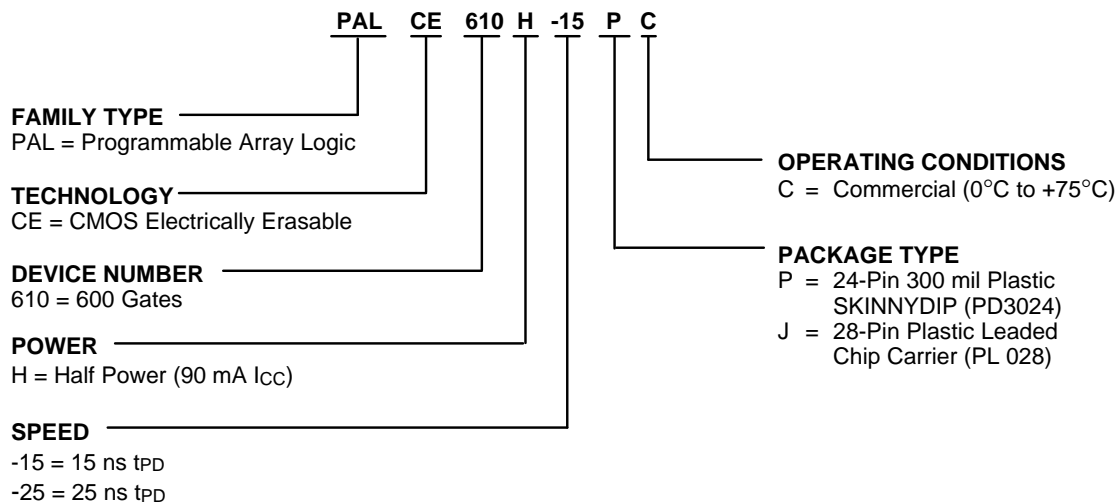 PAL CE 610 H -15 P C
FAMILY TYPE
PAL = Programmable Array Logic
TECHNOLOGY
CE = CMOS Electrically Erasable
DEVICE NUMBER
610 = 600 Gates
POWER
H = Half Power (90 mA ICC)
SPEED
-15 = 15 ns tPD
-25 = 25 ns tPD
OPERATING CONDITIONS
C = Commercial (0°C to +75°C)
PACKAGE TYPE
P = 24-Pin 300 mil Plastic
SKINNYDIP (PD3024)
J = 28-Pin Plastic Leaded
Chip Carrier (PL 028)